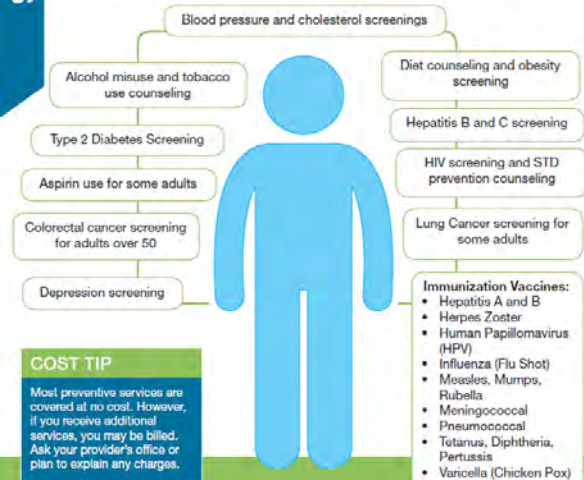 Blood pressure and cholesterol screenings
Alcohol misuse and tobacco
use counseling
Type 2 Diabetes Screening
Aspirin use for some adults
Colorectal cancer screening
for adults over 50
Depression screening
Diet counseling and obesity
screening
Hepatitis B and C screening
HIV screening and STD
prevention counseling
Lung Cancer screening for
some adults
Immunization Vaccines:
• Hepatitis A and B
• Herpes Zoster
• Human Papillomavirus
(HPV)
• Influenza (Flu Shot)
• Measles, Mumps,
Rubella
• Meningococcal
• Pneumococcal
• Tetanus, Diphtheria,
Pertussis
• Varicella (Chicken Pox)
COST TIP
Most preventive services are
covered at no cost. However,
if you receive additional
services, you may be billed.
Ask your provider's office or
plan to explain any charges.